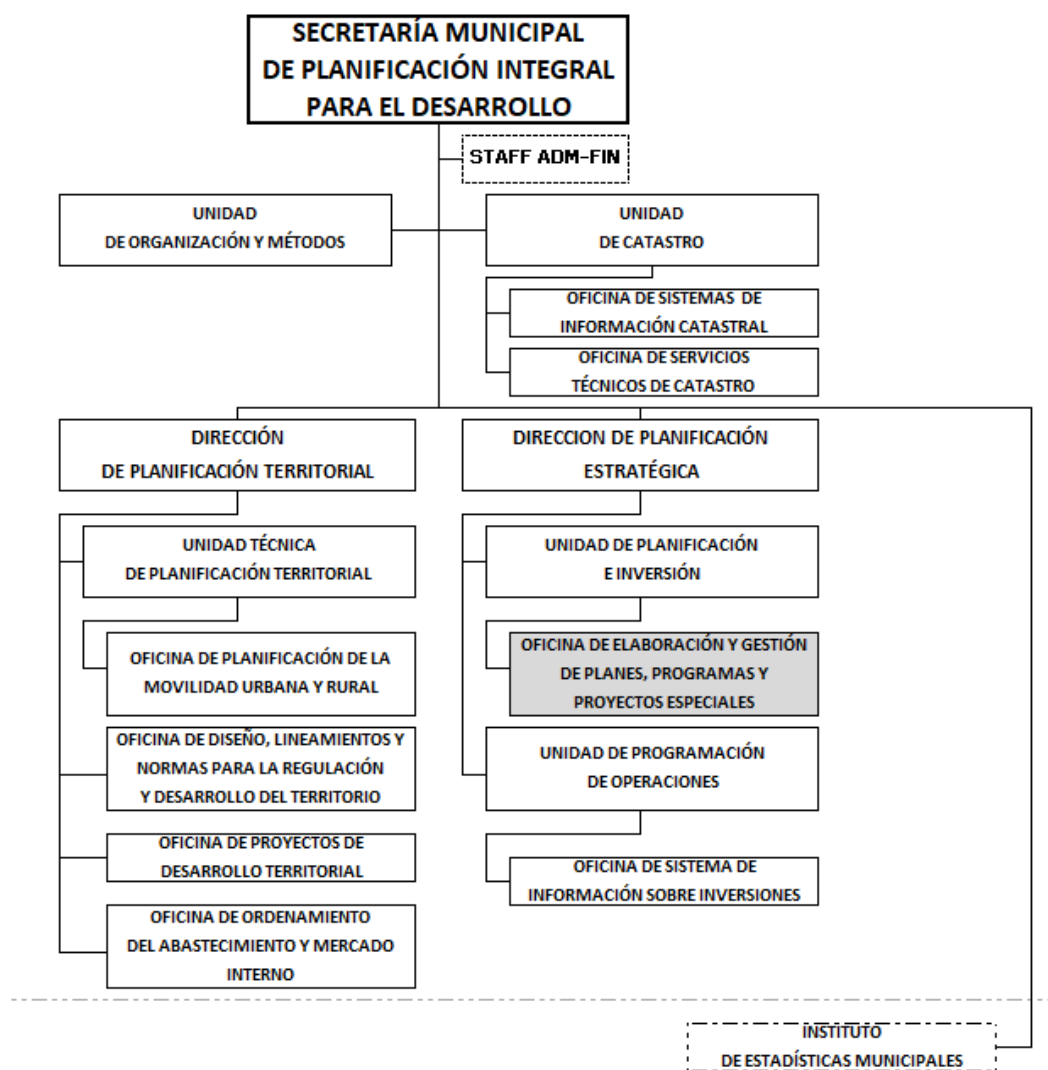 SECRETARÍA MUNICIPAL
DE PLANIFICACIÓN INTEGRAL
PARA EL DESARROLLO
STAFF ADM-FIN
UNIDAD
DE ORGANIZACIÓN Y MÉTODOS
UNIDAD
DE CATASTRO
OFICINA DE SISTEMAS DE
INFORMACIÓN CATASTRAL
OFICINA DE SERVICIOS
TÉCNICOS DE CATASTRO
DIRECCIÓN
DE PLANIFICACIÓN TERRITORIAL
UNIDAD TÉCNICA
DE PLANIFICACIÓN TERRITORIAL
OFICINA DE PLANIFICACIÓN DE LA
MOVILIDAD URBANA Y RURAL
OFICINA DE DISEÑO, LINEAMIENTOS Y
NORMAS PARA LA REGULACIÓN
Y DESARROLLO DEL TERRITORIO
OFICINA DE PROYECTOS DE
DESARROLLO TERRITORIAL
OFICINA DE ORDENAMIENTO
DEL ABASTECIMIENTO Y MERCADO
INTERNO
DIRECCION DE PLANIFICACIÓN
ESTRATÉGICA
UNIDAD DE PLANIFICACIÓN
E INVERSIÓN
OFICINA DE ELABORACIÓN Y GESTIÓN
DE PLANES, PROGRAMAS Y
PROYECTOS ESPECIALES
UNIDAD DE PROGRAMACIÓN
DE OPERACIONES
OFICINA DE SISTEMA DE
INFORMACIÓN SOBRE INVERSIONES
INSTITUTO
DE ESTADÍSTICAS MUNICIPALES